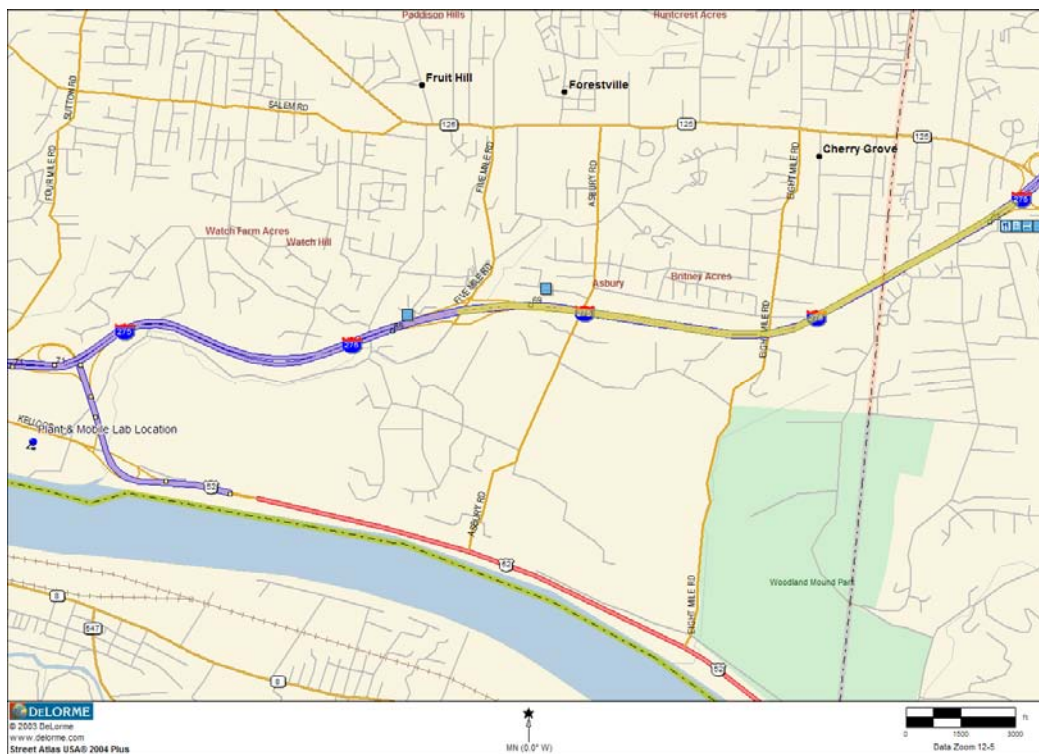 Paddison Hills
Huntcrest Acres
Fruit Hill
Forestville
SUTTON RD
SALEM RD
125
125
125
Cherry Grove
FOUR MILE RD
FIVE MILE RD
ASBURY RD
EIGHT MILE RD
275
Watch Farm Acres
Watch Hill
FIVE MILE RD
Asbury
Britney Acres
69
275
275
275
275
EIGHT MILE RD
71
Plant & Mobile Lab Location
52
ASBURY RD
52
Woodland Mound Park
EIGHT MILE RD
8
547
52
8
DELORME
© 2003 DeLorme
www.delorme.com
Street Atlas USA® 2004 Plus
MN (0.0° W)
ft
0 1500 3000
Data Zoom 12-5